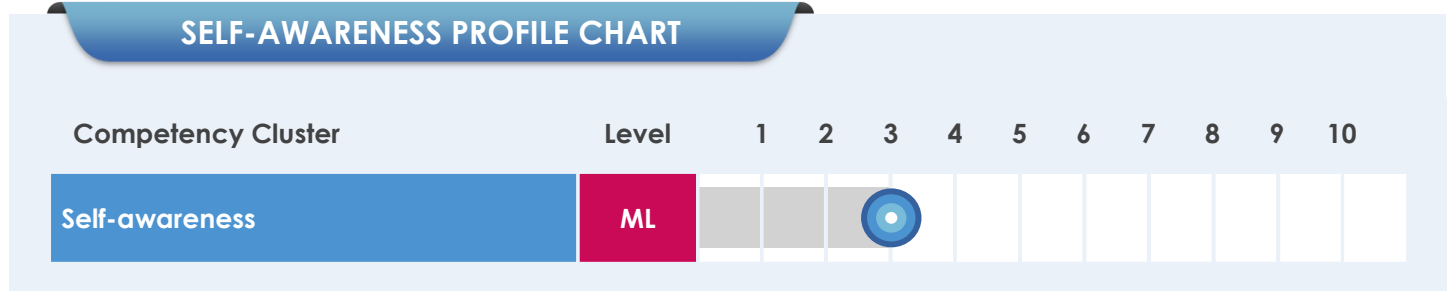 SELF-AWARENESS PROFILE CHART
Competency Cluster Level 1 2 3 4 5 6 7 8 9 10
Self-awareness ML